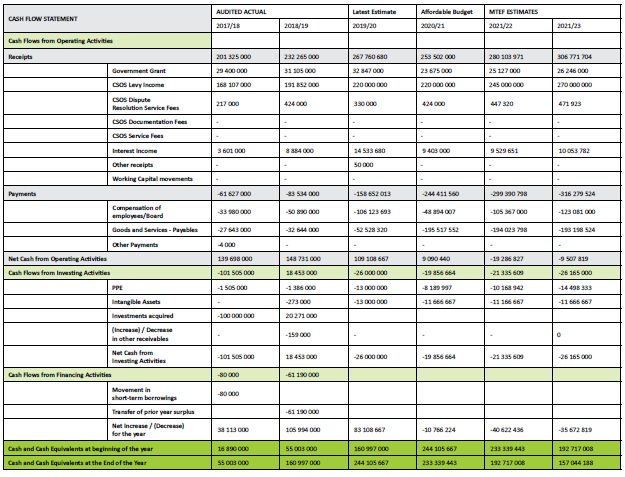 CASH FLOW STATEMENT AUDITED ACTUAL Latest Estimate Affordable Budget MTEF ESTIMATES
2017/18 2018/19 2019/20 2020/21 2021/22 2021/23
Cash Flows from Operating Activities
Receipts 201 325 000 232 265 000 267 760 680 253 502 000 280 103 971 306 771 704
Government Grant 29 400 000 31 105 000 32 847 000 23 675 000 25 127 000 26 246 000
CSOS Levy Income 168 107 000 191 852 000 220 000 000 220 000 000 245 000 000 270 000 000
CSOS Dispute
Resolution Service Fees 217 000 424 000 330 000 424 000 447 320 471 923
CSOS Documentation Fees - - - - - -
CSOS Service Fees - - - - - -
Interest Income 3 601 000 8 884 000 14 533 680 9 403 000 9 529 651 10 053 782
Other receipts - - 50 000 - - -
Working Capital movements - - - - - -
Payments -61 627 000 -83 534 000 -158 652 013 -244 411 560 -299 390 798 -316 279 524
Compensation of
employees/Board -33 980 000 -50 890 000 -106 123 693 -48 894 007 -105 367 000 -123 081 000
Goods and Services - Payables -27 643 000 -32 644 000 -52 528 320 -195 517 552 -194 023 798 -193 198 524
Other Payments -4 000 - - - - -
Net Cash from Operating Activities 139 698 000 148 731 000 109 108 667 9 090 440 -19 286 827 -9 507 819
Cash Flows from Investing Activities -101 505 000 18 453 000 -26 000 000 -19 856 664 -21 335 609 -26 165 000
PPE -1 505 000 -1 386 000 -13 000 000 -8 189 997 -10 168 942 -14 498 333
Intangible Assets - -273 000 -13 000 000 -11 666 667 -11 166 667 -11 666 667
Investments acquired -100 000 000 20 271 000
(Increase) / Decrease
in other receivables - -159 000 - - - 0
Net Cash from
Investing Activities -101 505 000 18 453 000 -26 000 000 -19 856 664 -21 335 609 -26 165 000
Cash Flows from Financing Activities -80 000 -61 190 000
Movement in
short-term borrowings -80 000
Transfer of prior year surplus -61 190 000
Net Increase / (Decrease)
for the year 38 113 000 105 994 000 83 108 667 -10 766 224 -40 622 436 -35 672 819
Cash and Cash Equivalents at beginning of the year 16 890 000 55 003 000 160 997 000 244 105 667 233 339 443 192 717 008
Cash and Cash Equivalents at the End of the Year 55 003 000 160 997 000 244 105 667 233 339 443 192 717 008 157 044 188